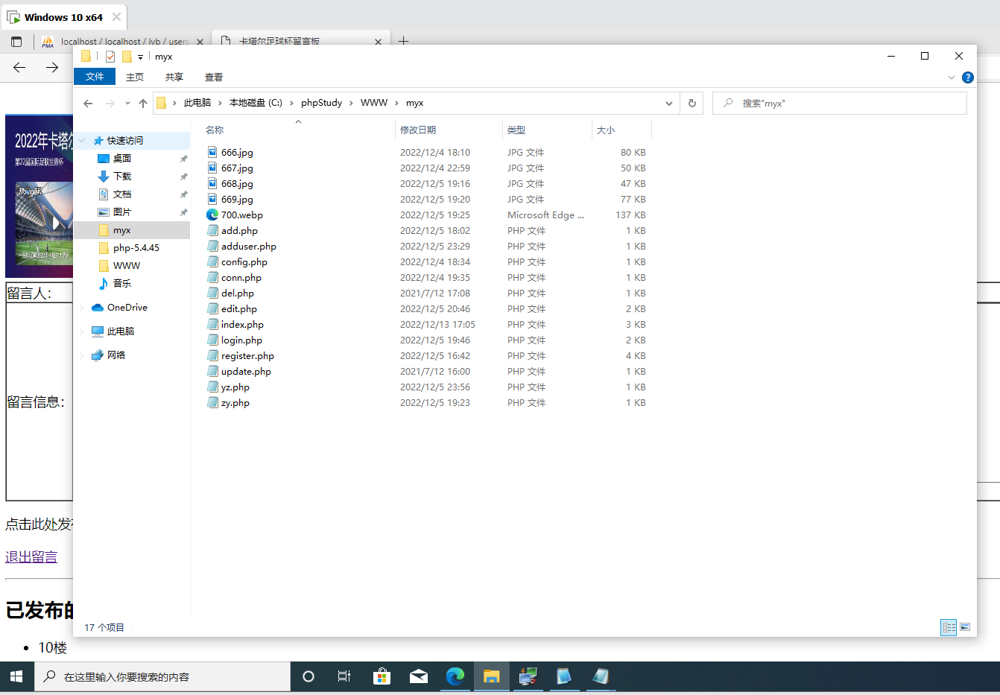 Windows 10 x64
localhost / localhost / lyb / users
卡塔尔足球杯留言板
myx
文件 主页 共享 查看
此电脑 本地磁盘 (C:) phpStudy WWW myx
搜索"myx"
名称 修改日期 类型 大小
快速访问
桌面
下载
文档
图片
myx
php-5.4.45
WWW
音乐
OneDrive
此电脑
网络
666.jpg 2022/12/4 18:10 JPG 文件 80 KB
667.jpg 2022/12/4 22:59 JPG 文件 50 KB
668.jpg 2022/12/5 19:16 JPG 文件 47 KB
669.jpg 2022/12/5 19:20 JPG 文件 77 KB
700.webp 2022/12/5 19:25 Microsoft Edge ... 137 KB
add.php 2022/12/5 18:02 PHP 文件 1 KB
adduser.php 2022/12/5 23:29 PHP 文件 1 KB
config.php 2022/12/4 18:34 PHP 文件 1 KB
conn.php 2022/12/4 19:35 PHP 文件 1 KB
del.php 2021/7/12 17:08 PHP 文件 1 KB
edit.php 2022/12/5 20:46 PHP 文件 2 KB
index.php 2022/12/13 17:05 PHP 文件 3 KB
login.php 2022/12/5 19:46 PHP 文件 2 KB
register.php 2022/12/5 16:42 PHP 文件 4 KB
update.php 2021/7/12 16:00 PHP 文件 1 KB
yz.php 2022/12/5 23:56 PHP 文件 1 KB
zy.php 2022/12/5 19:23 PHP 文件 1 KB
17 个项目
2022年卡塔尔
第22届国际足联世界杯
留言人：
留言信息：
点击此处发布
退出留言
已发布的
10楼
在这里输入你要搜索的内容